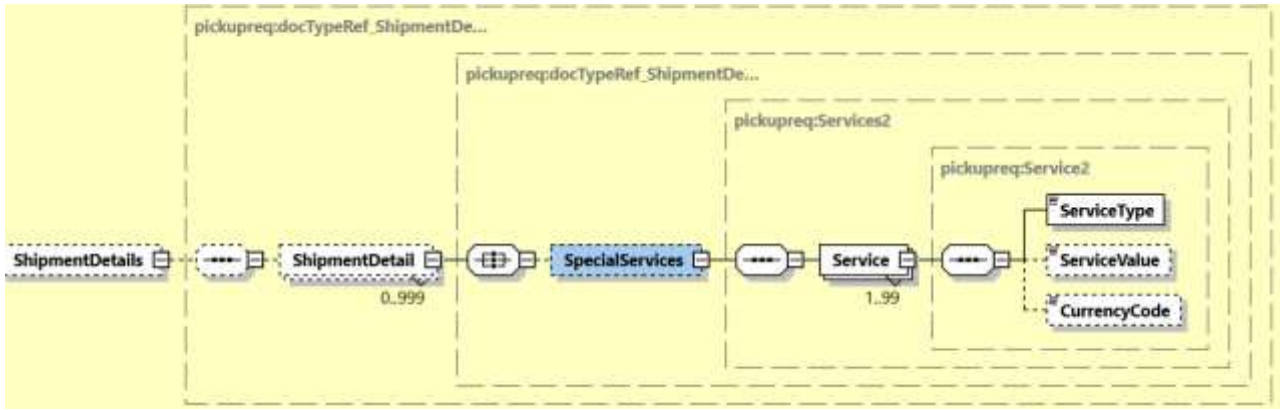 pickupreq:docTypeRef_ShipmentDe...
pickupreq:docTypeRef_ShipmentDe...
pickupreq:Services2
pickupreq:Service2
ServiceType
ShipmentDetails
ShipmentDetail
SpecialServices
Service
ServiceValue
0..999
1..99
CurrencyCode